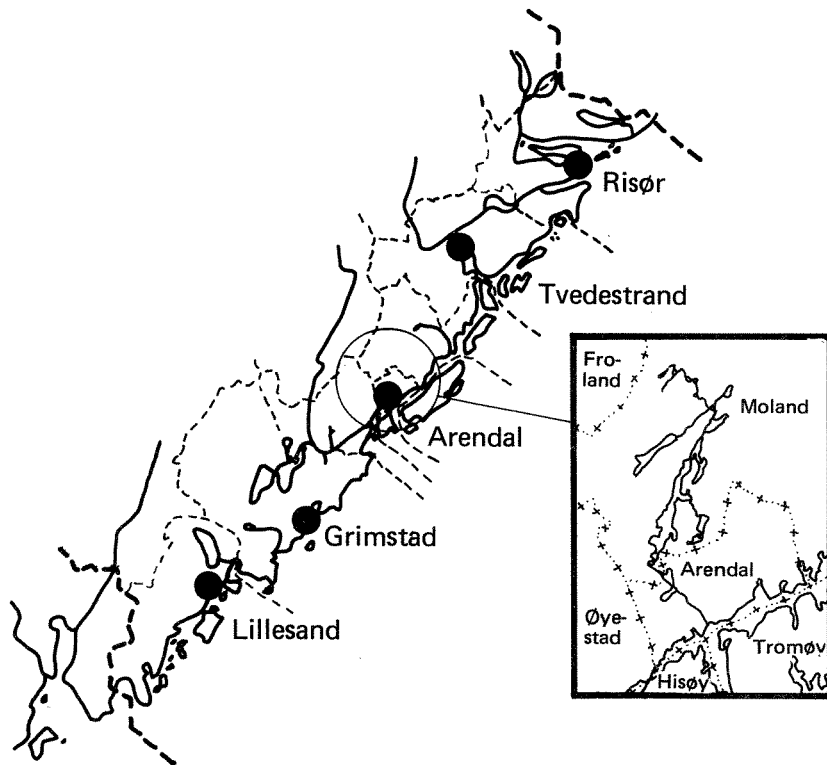 Risør
Tvedestrand
Arendal
Grimstad
Lillesand
Fro-
land
Moland
Arendal
Øye-
stad
Tromøy
Hisøy